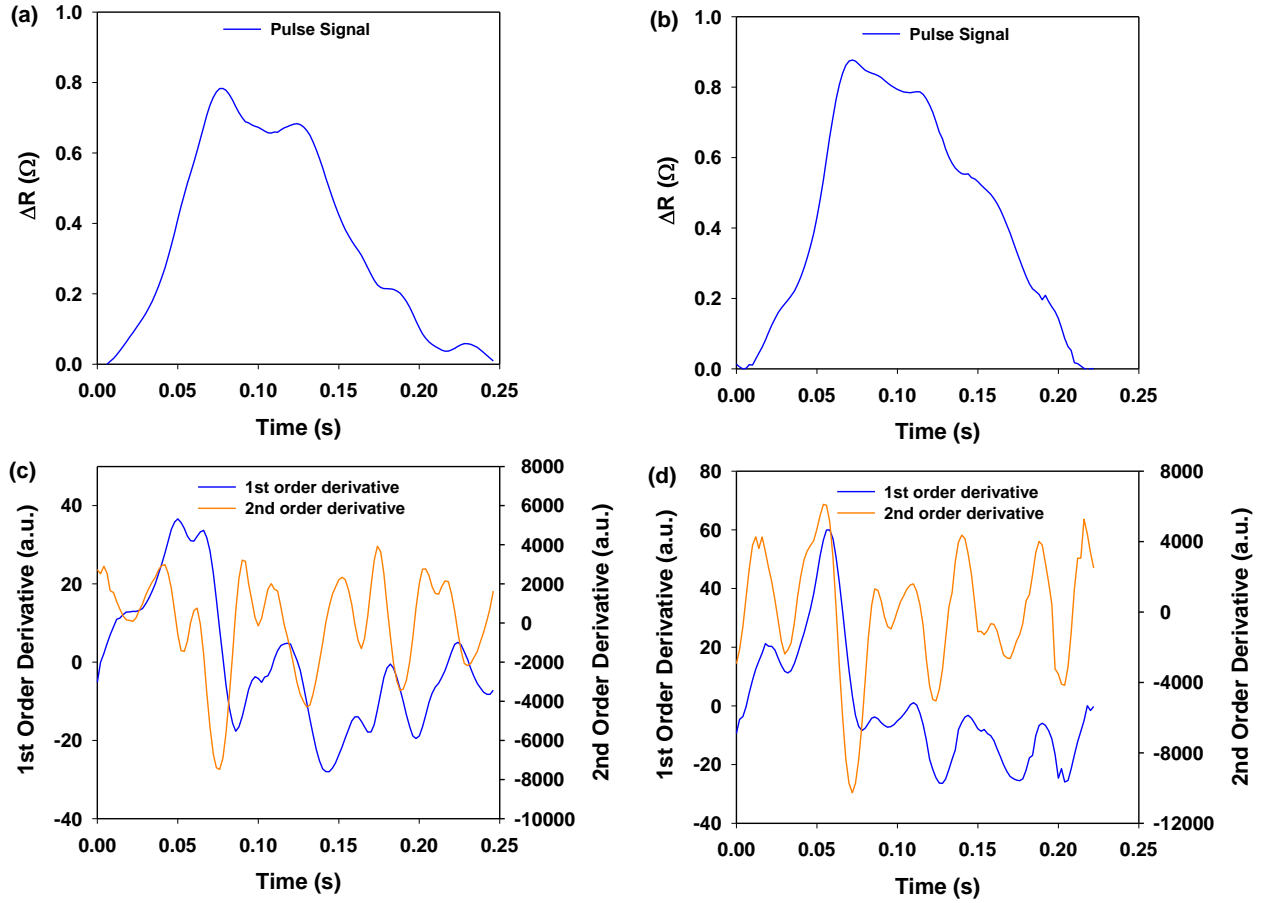 (a)
Pulse Signal
1.0
0.8
0.6
0.4
0.2
0.0
ΔR (Ω)
0.00 0.05 0.10 0.15 0.20 0.25
Time (s)
(b)
Pulse Signal
1.0
0.8
0.6
0.4
0.2
0.0
ΔR (Ω)
0.00 0.05 0.10 0.15 0.20 0.25
Time (s)
(c)
1st order derivative
2nd order derivative
40
20
0
-20
-40
1st Order Derivative (a.u.)
8000
6000
4000
2000
0
-2000
-4000
-6000
-8000
-10000
2nd Order Derivative (a.u.)
0.00 0.05 0.10 0.15 0.20 0.25
Time (s)
(d)
1st order derivative
2nd order derivative
80
60
40
20
0
-20
-40
1st Order Derivative (a.u.)
8000
4000
0
-4000
-8000
-12000
2nd Order Derivative (a.u.)
0.00 0.05 0.10 0.15 0.20 0.25
Time (s)